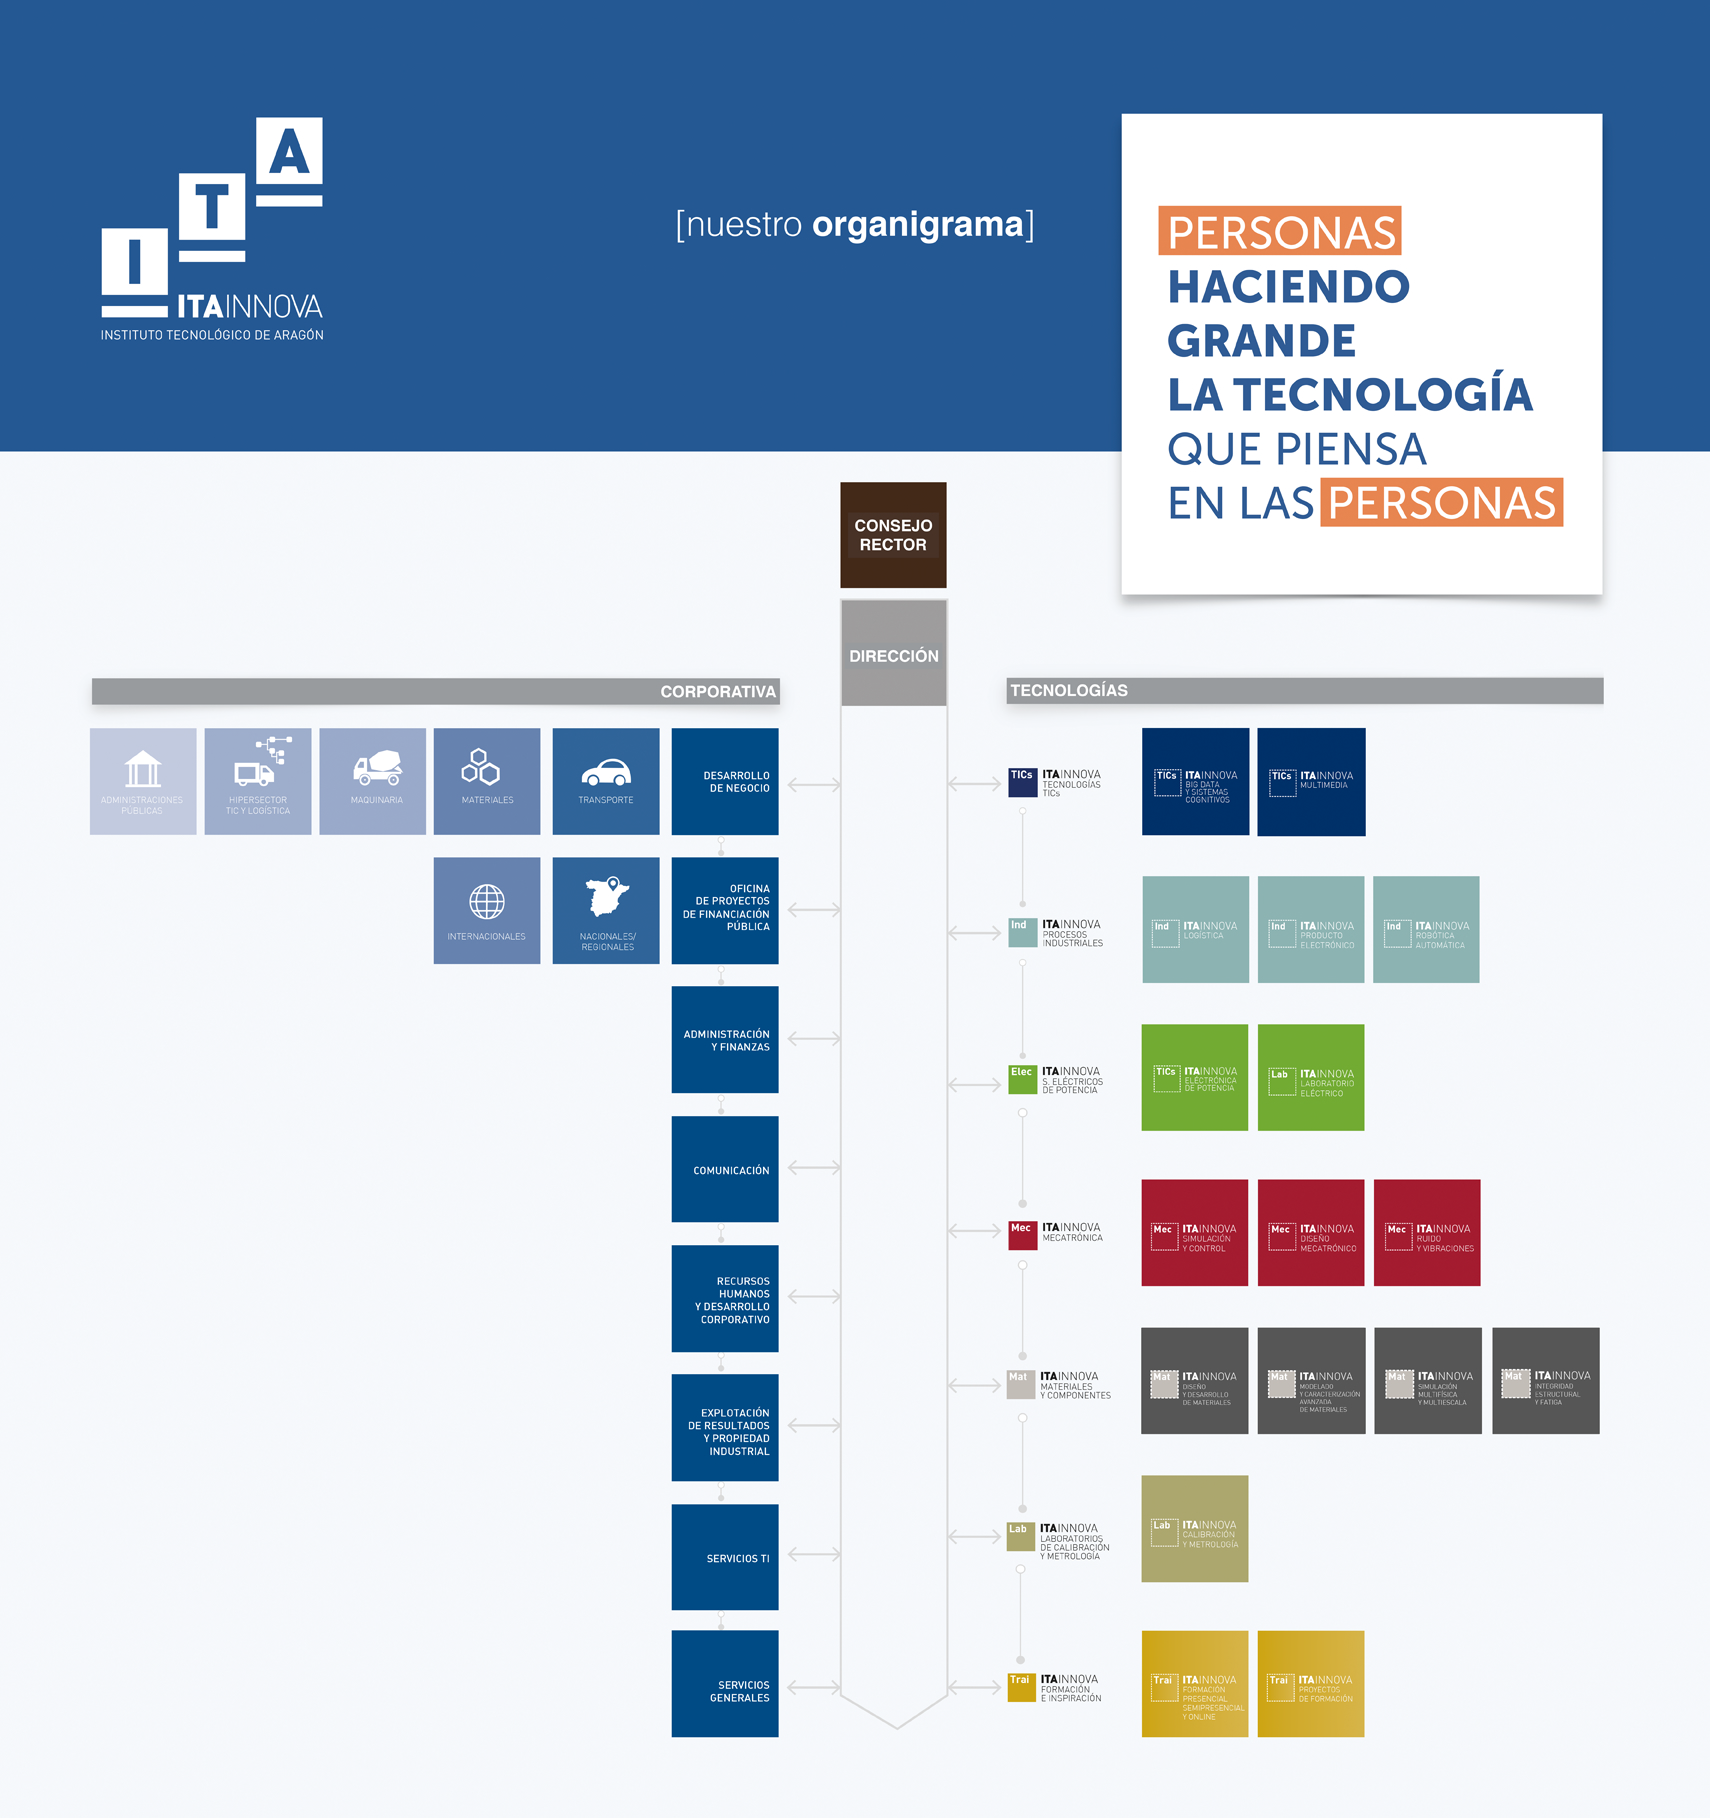 I
T
A
ITAINNOVA
INSTITUTO TECNOLÓGICO DE ARAGÓN
[nuestro organigrama]
PERSONAS
HACIENDO
GRANDE
LA TECNOLOGÍA
QUE PIENSA
EN LAS PERSONAS
CONSEJO
RECTOR
DIRECCIÓN
CORPORATIVA
ADMINISTRACIONES
PÚBLICAS
HIPERSECTOR
TIC Y LOGÍSTICA
MAQUINARIA
MATERIALES
TRANSPORTE
DESARROLLO
DE NEGOCIO
INTERNACIONALES
NACIONALES/
REGIONALES
OFICINA
DE PROYECTOS
DE FINANCIACIÓN
PÚBLICA
ADMINISTRACIÓN
Y FINANZAS
COMUNICACIÓN
RECURSOS
HUMANOS
Y DESARROLLO
CORPORATIVO
EXPLOTACIÓN
DE RESULTADOS
Y PROPIEDAD
INDUSTRIAL
SERVICIOS TI
SERVICIOS
GENERALES
TECNOLOGÍAS
TICs
ITAINNOVA
TECNOLOGÍAS
TICs
TICs
ITAINNOVA
BIG DATA
Y SISTEMAS
COGNITIVOS
TICs
ITAINNOVA
MULTIMEDIA
Ind
ITAINNOVA
PROCESOS
INDUSTRIALES
Ind
ITAINNOVA
LOGÍSTICA
Ind
ITAINNOVA
PRODUCTO
ELECTRÓNICO
Ind
ITAINNOVA
ROBÓTICA
AUTOMÁTICA
Elec
ITAINNOVA
S. ELÉCTRICOS
DE POTENCIA
TICs
ITAINNOVA
ELÉCTRÓNICA
DE POTENCIA
Lab
ITAINNOVA
LABORATORIO
ELÉCTRICO
Mec
ITAINNOVA
MECATRÓNICA
Mec
ITAINNOVA
SIMULACIÓN
Y CONTROL
Mec
ITAINNOVA
DISEÑO
MECATRÓNICO
Mec
ITAINNOVA
RUIDO
Y VIBRACIONES
Mat
ITAINNOVA
MATERIALES
Y COMPONENTES
Mat
ITAINNOVA
DISEÑO
Y DESARROLLO
DE MATERIALES
Mat
ITAINNOVA
MODELADO
Y CARACTERIZACIÓN
AVANZADA
DE MATERIALES
Mat
ITAINNOVA
SIMULACIÓN
MULTIFÍSICA
Y MULTIESCALA
Mat
ITAINNOVA
INTEGRIDAD
ESTRUCTURAL
Y FATIGA
Lab
ITAINNOVA
LABORATORIOS
DE CALIBRACIÓN
Y METROLOGÍA
Lab
ITAINNOVA
CALIBRACIÓN
Y METROLOGÍA
Trai
ITAINNOVA
FORMACIÓN
E INSPIRACIÓN
Trai
ITAINNOVA
FORMACIÓN
PRESENCIAL
SEMIPRESENCIAL
Y ONLINE
Trai
ITAINNOVA
PROYECTOS
DE FORMACIÓN